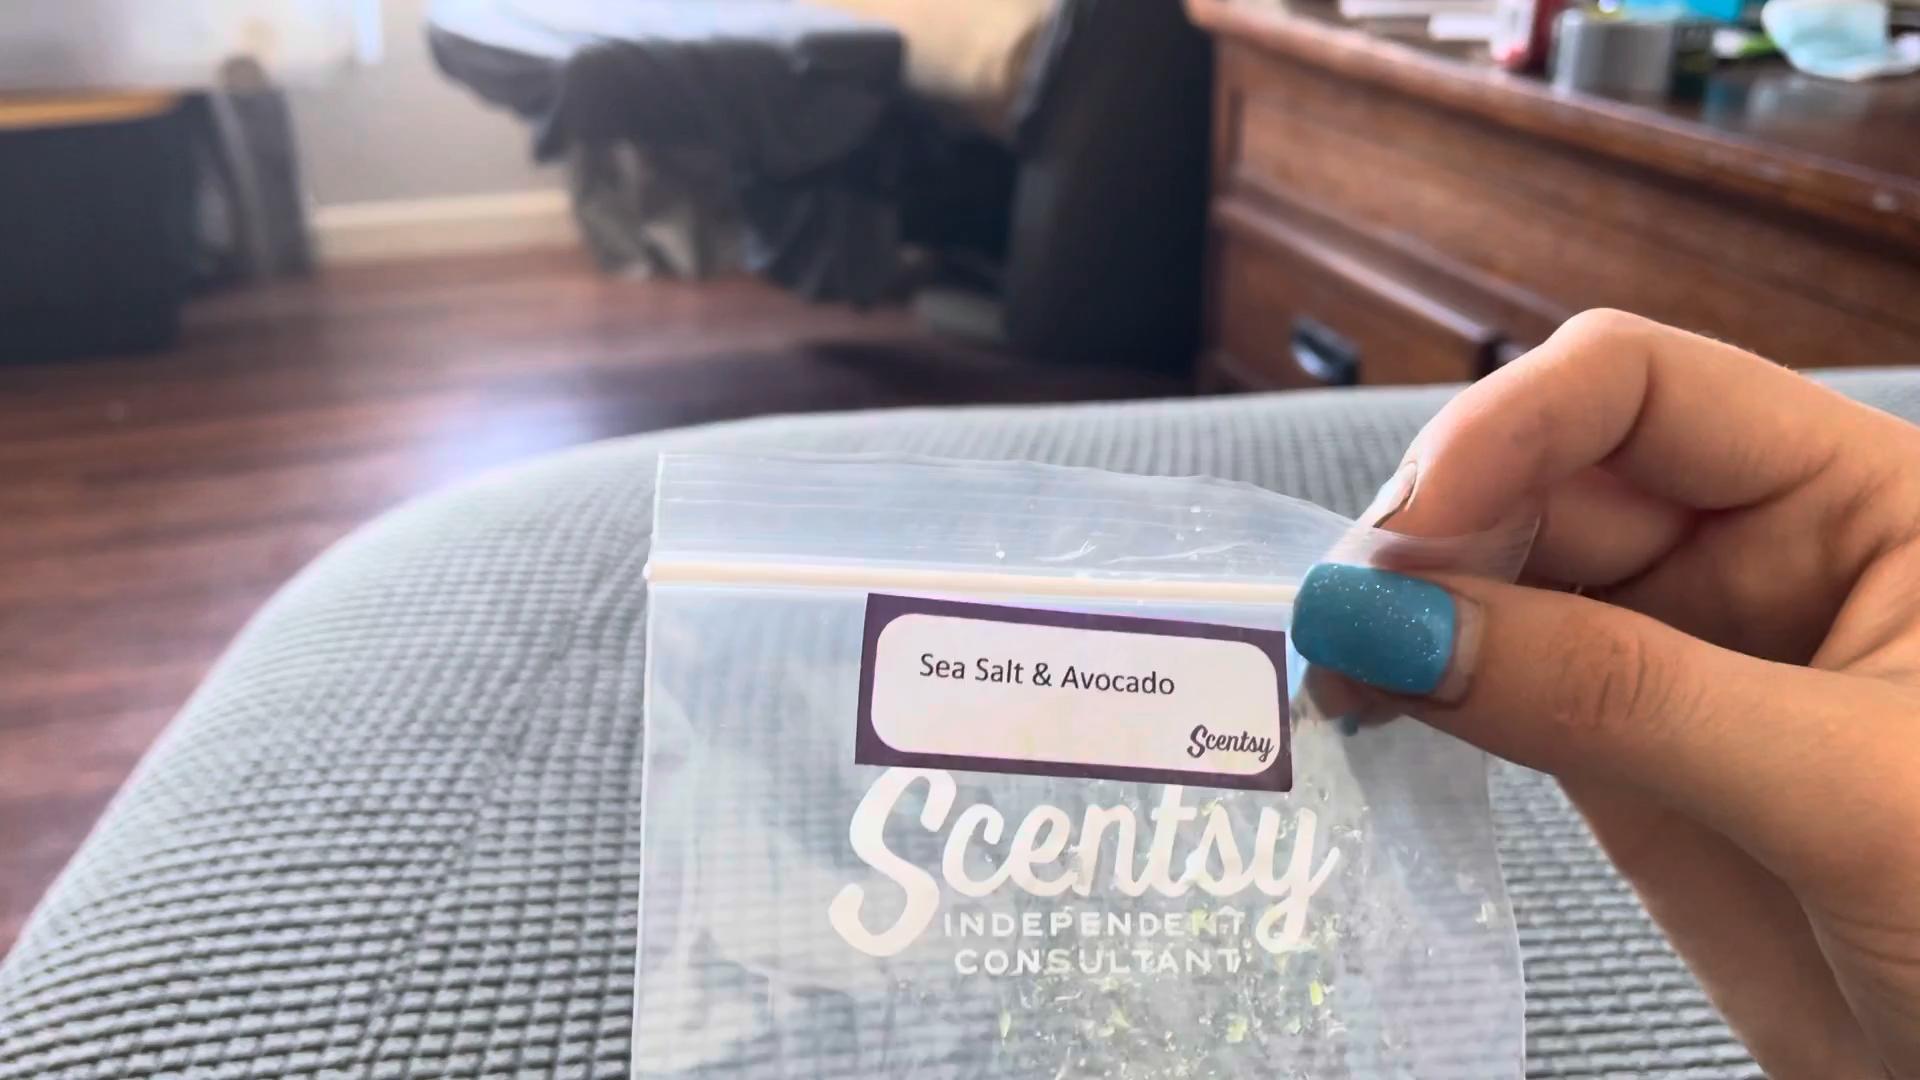 Sea Salt & Avocado
Scentsy
Scentsy
INDEPENDENT
CONSULTANT